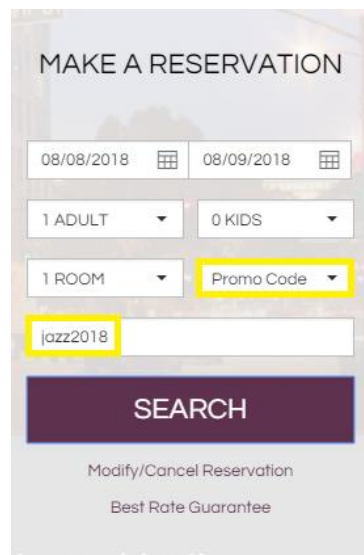 MAKE A RESERVATION
08/08/2018 08/09/2018
1 ADULT 0 KIDS
1 ROOM Promo Code
jazz2018
SEARCH
Modify/Cancel Reservation
Best Rate Guarantee